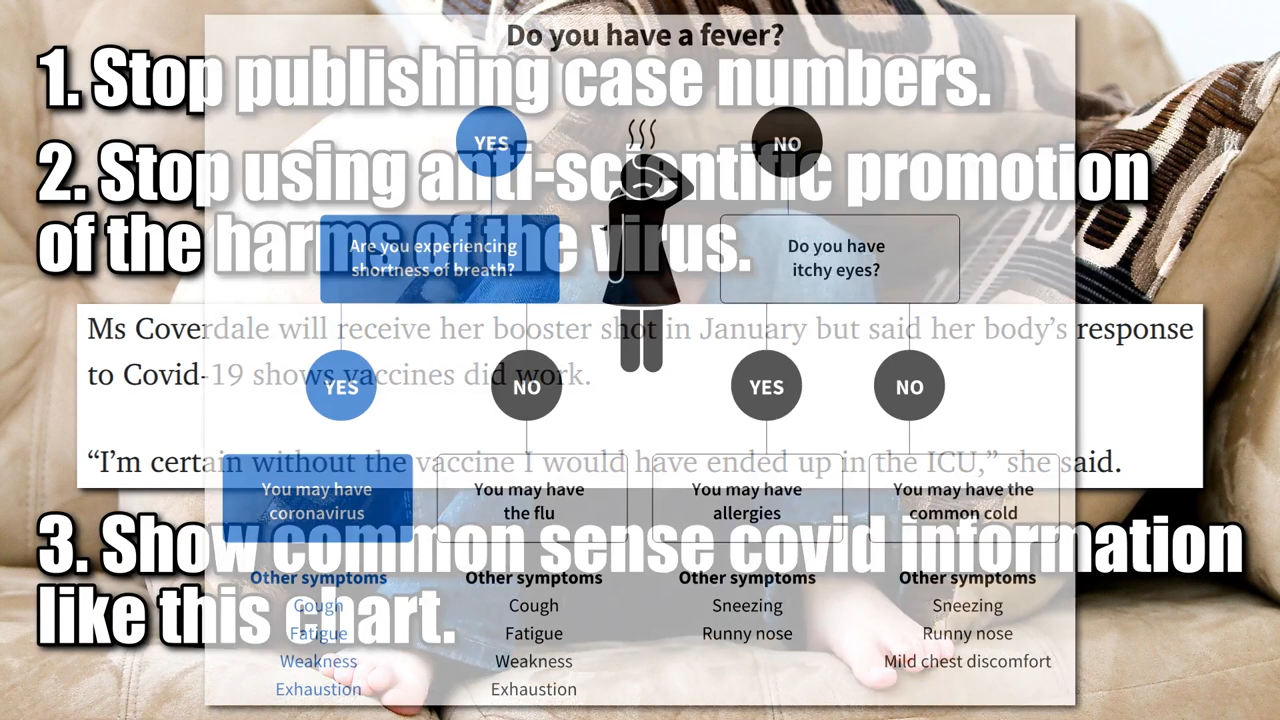 Do you have a fever?
1. Stop publishing case numbers.
YES
NO
2. Stop using anti-scientific promotion
of the harms of the virus.
Are you experiencing
shortness of breath?
Do you have
itchy eyes?
Ms Coverdale will receive her booster shot in January but said her body’s response
to Covid-19 shows vaccines did work.
YES
NO
YES
NO
“I’m certain without the vaccine I would have ended up in the ICU,” she said.
You may have
coronavirus
You may have
the flu
You may have
allergies
You may have the
common cold
3. Show common sense covid information
like this chart.
Other symptoms
Cough
Fatigue
Weakness
Exhaustion
Other symptoms
Cough
Fatigue
Weakness
Exhaustion
Other symptoms
Sneezing
Runny nose
Other symptoms
Sneezing
Runny nose
Mild chest discomfort